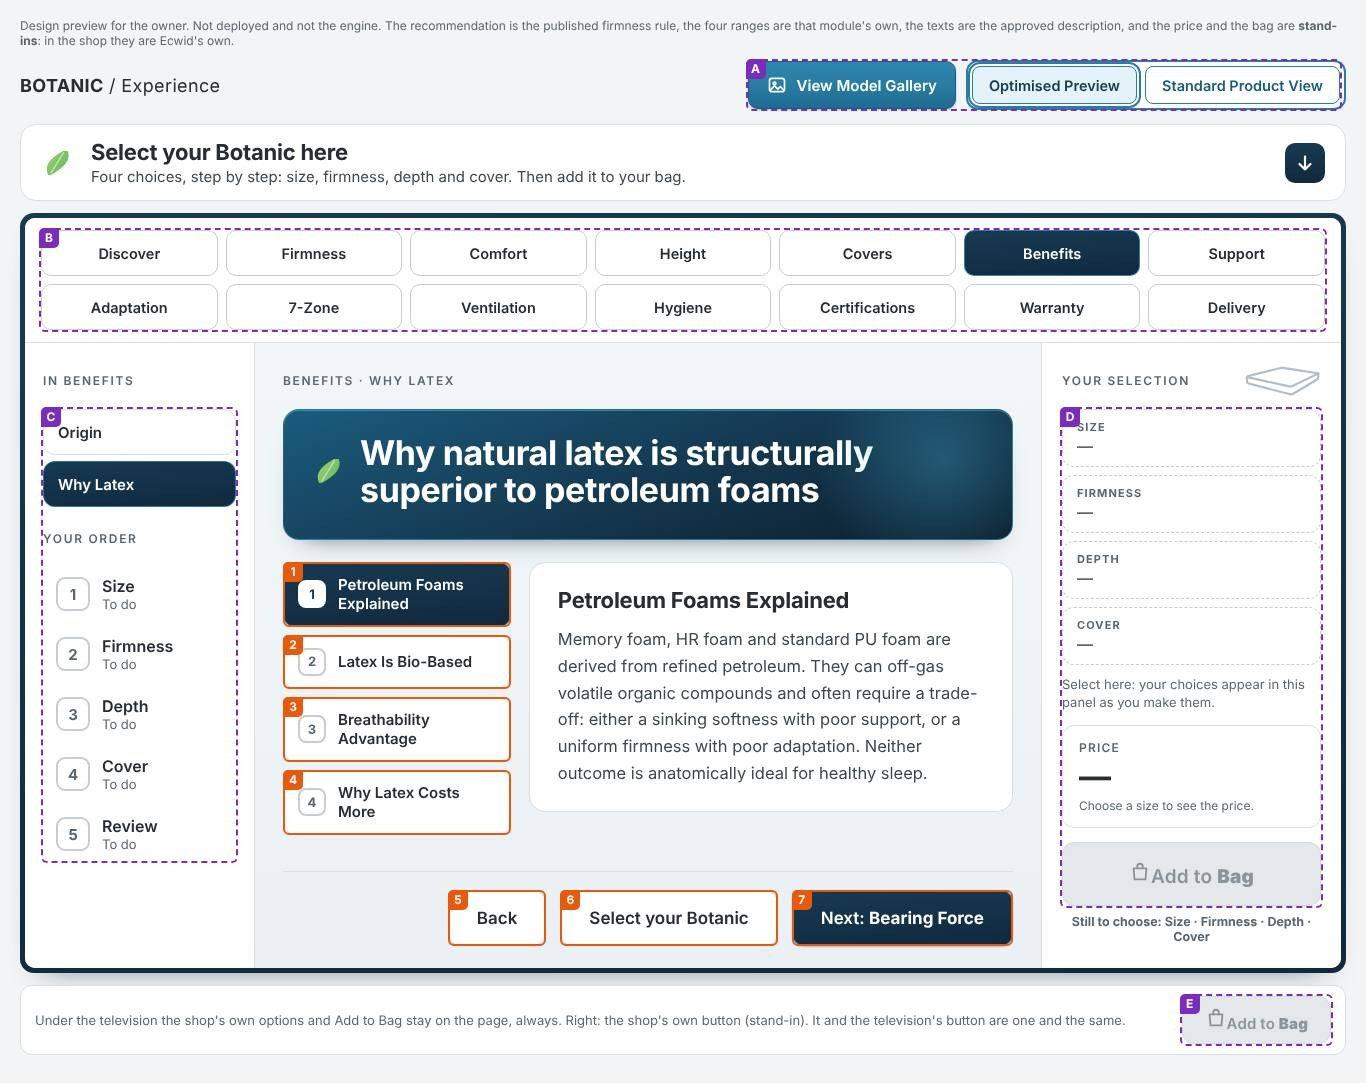 Design preview for the owner. Not deployed and not the engine. The recommendation is the published firmness rule, the four ranges are that module's own, the texts are the approved description, and the price and the bag are stand-
ins: in the shop they are Ecwid's own.
BOTANIC / Experience
A
View Model Gallery
Optimised Preview
Standard Product View
Select your Botanic here
Four choices, step by step: size, firmness, depth and cover. Then add it to your bag.
B
Discover
Firmness
Comfort
Height
Covers
Benefits
Support
Adaptation
7-Zone
Ventilation
Hygiene
Certifications
Warranty
Delivery
IN BENEFITS
C
Origin
Why Latex
YOUR ORDER
1
Size
To do
2
Firmness
To do
3
Depth
To do
4
Cover
To do
5
Review
To do
BENEFITS · WHY LATEX
Why natural latex is structurally
superior to petroleum foams
1
1
Petroleum Foams
Explained
2
2
Latex Is Bio-Based
3
3
Breathability
Advantage
4
4
Why Latex Costs
More
Petroleum Foams Explained
Memory foam, HR foam and standard PU foam are
derived from refined petroleum. They can off-gas
volatile organic compounds and often require a trade-
off: either a sinking softness with poor support, or a
uniform firmness with poor adaptation. Neither
outcome is anatomically ideal for healthy sleep.
5
Back
6
Select your Botanic
7
Next: Bearing Force
YOUR SELECTION
D
SIZE
—
FIRMNESS
—
DEPTH
—
COVER
—
Select here: your choices appear in this
panel as you make them.
PRICE
—
Choose a size to see the price.
Add to Bag
Still to choose: Size · Firmness · Depth ·
Cover
Under the television the shop's own options and Add to Bag stay on the page, always. Right: the shop's own button (stand-in). It and the television's button are one and the same.
E
Add to Bag